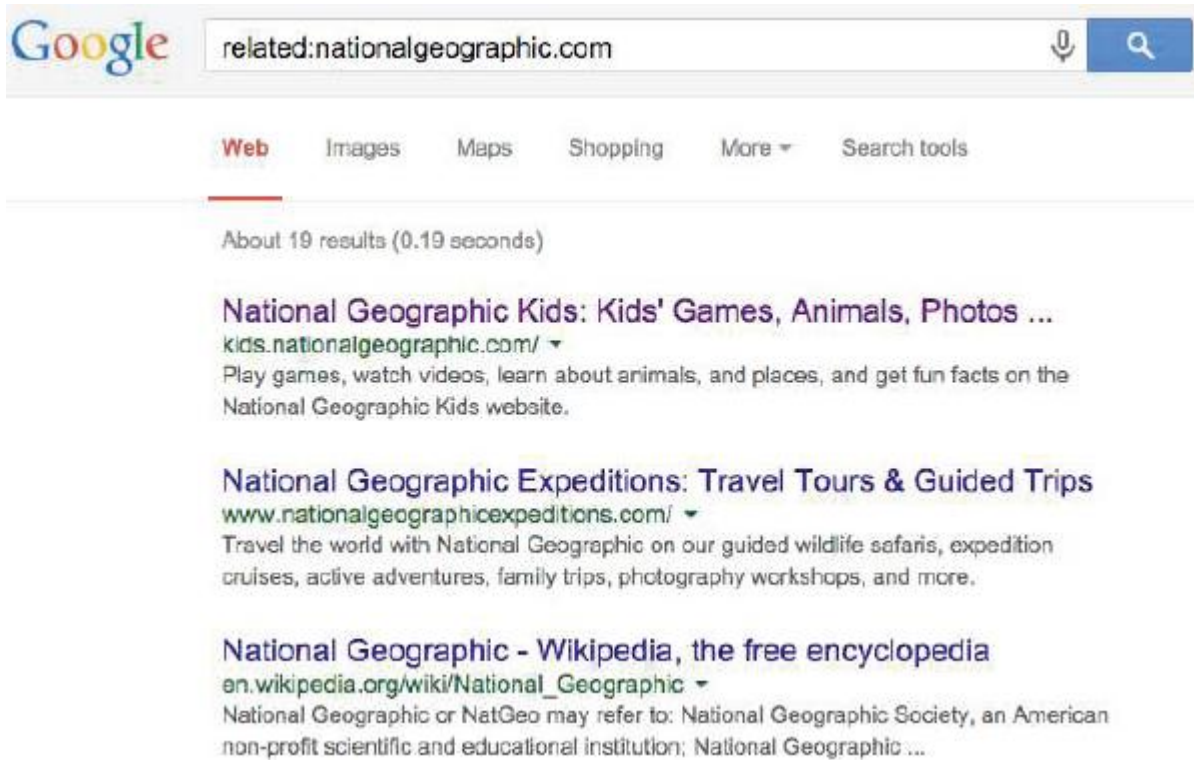 Google related:nationalgeographic.com
Web Images Maps Shopping More Search tools
About 19 results (0.19 seconds)
National Geographic Kids: Kids' Games, Animals, Photos ...
kids.nationalgeographic.com/
Play games, watch videos, learn about animals, and places, and get fun facts on the
National Geographic Kids website.
National Geographic Expeditions: Travel Tours & Guided Trips
www.nationalgeographicexpeditions.com/
Travel the world with National Geographic on our guided wildlife safaris, expedition
cruises, active adventures, family trips, photography workshops, and more.
National Geographic - Wikipedia, the free encyclopedia
en.wikipedia.org/wiki/National_Geographic
National Geographic or NatGeo may refer to: National Geographic Society, an American
non-profit scientific and educational institution; National Geographic ...